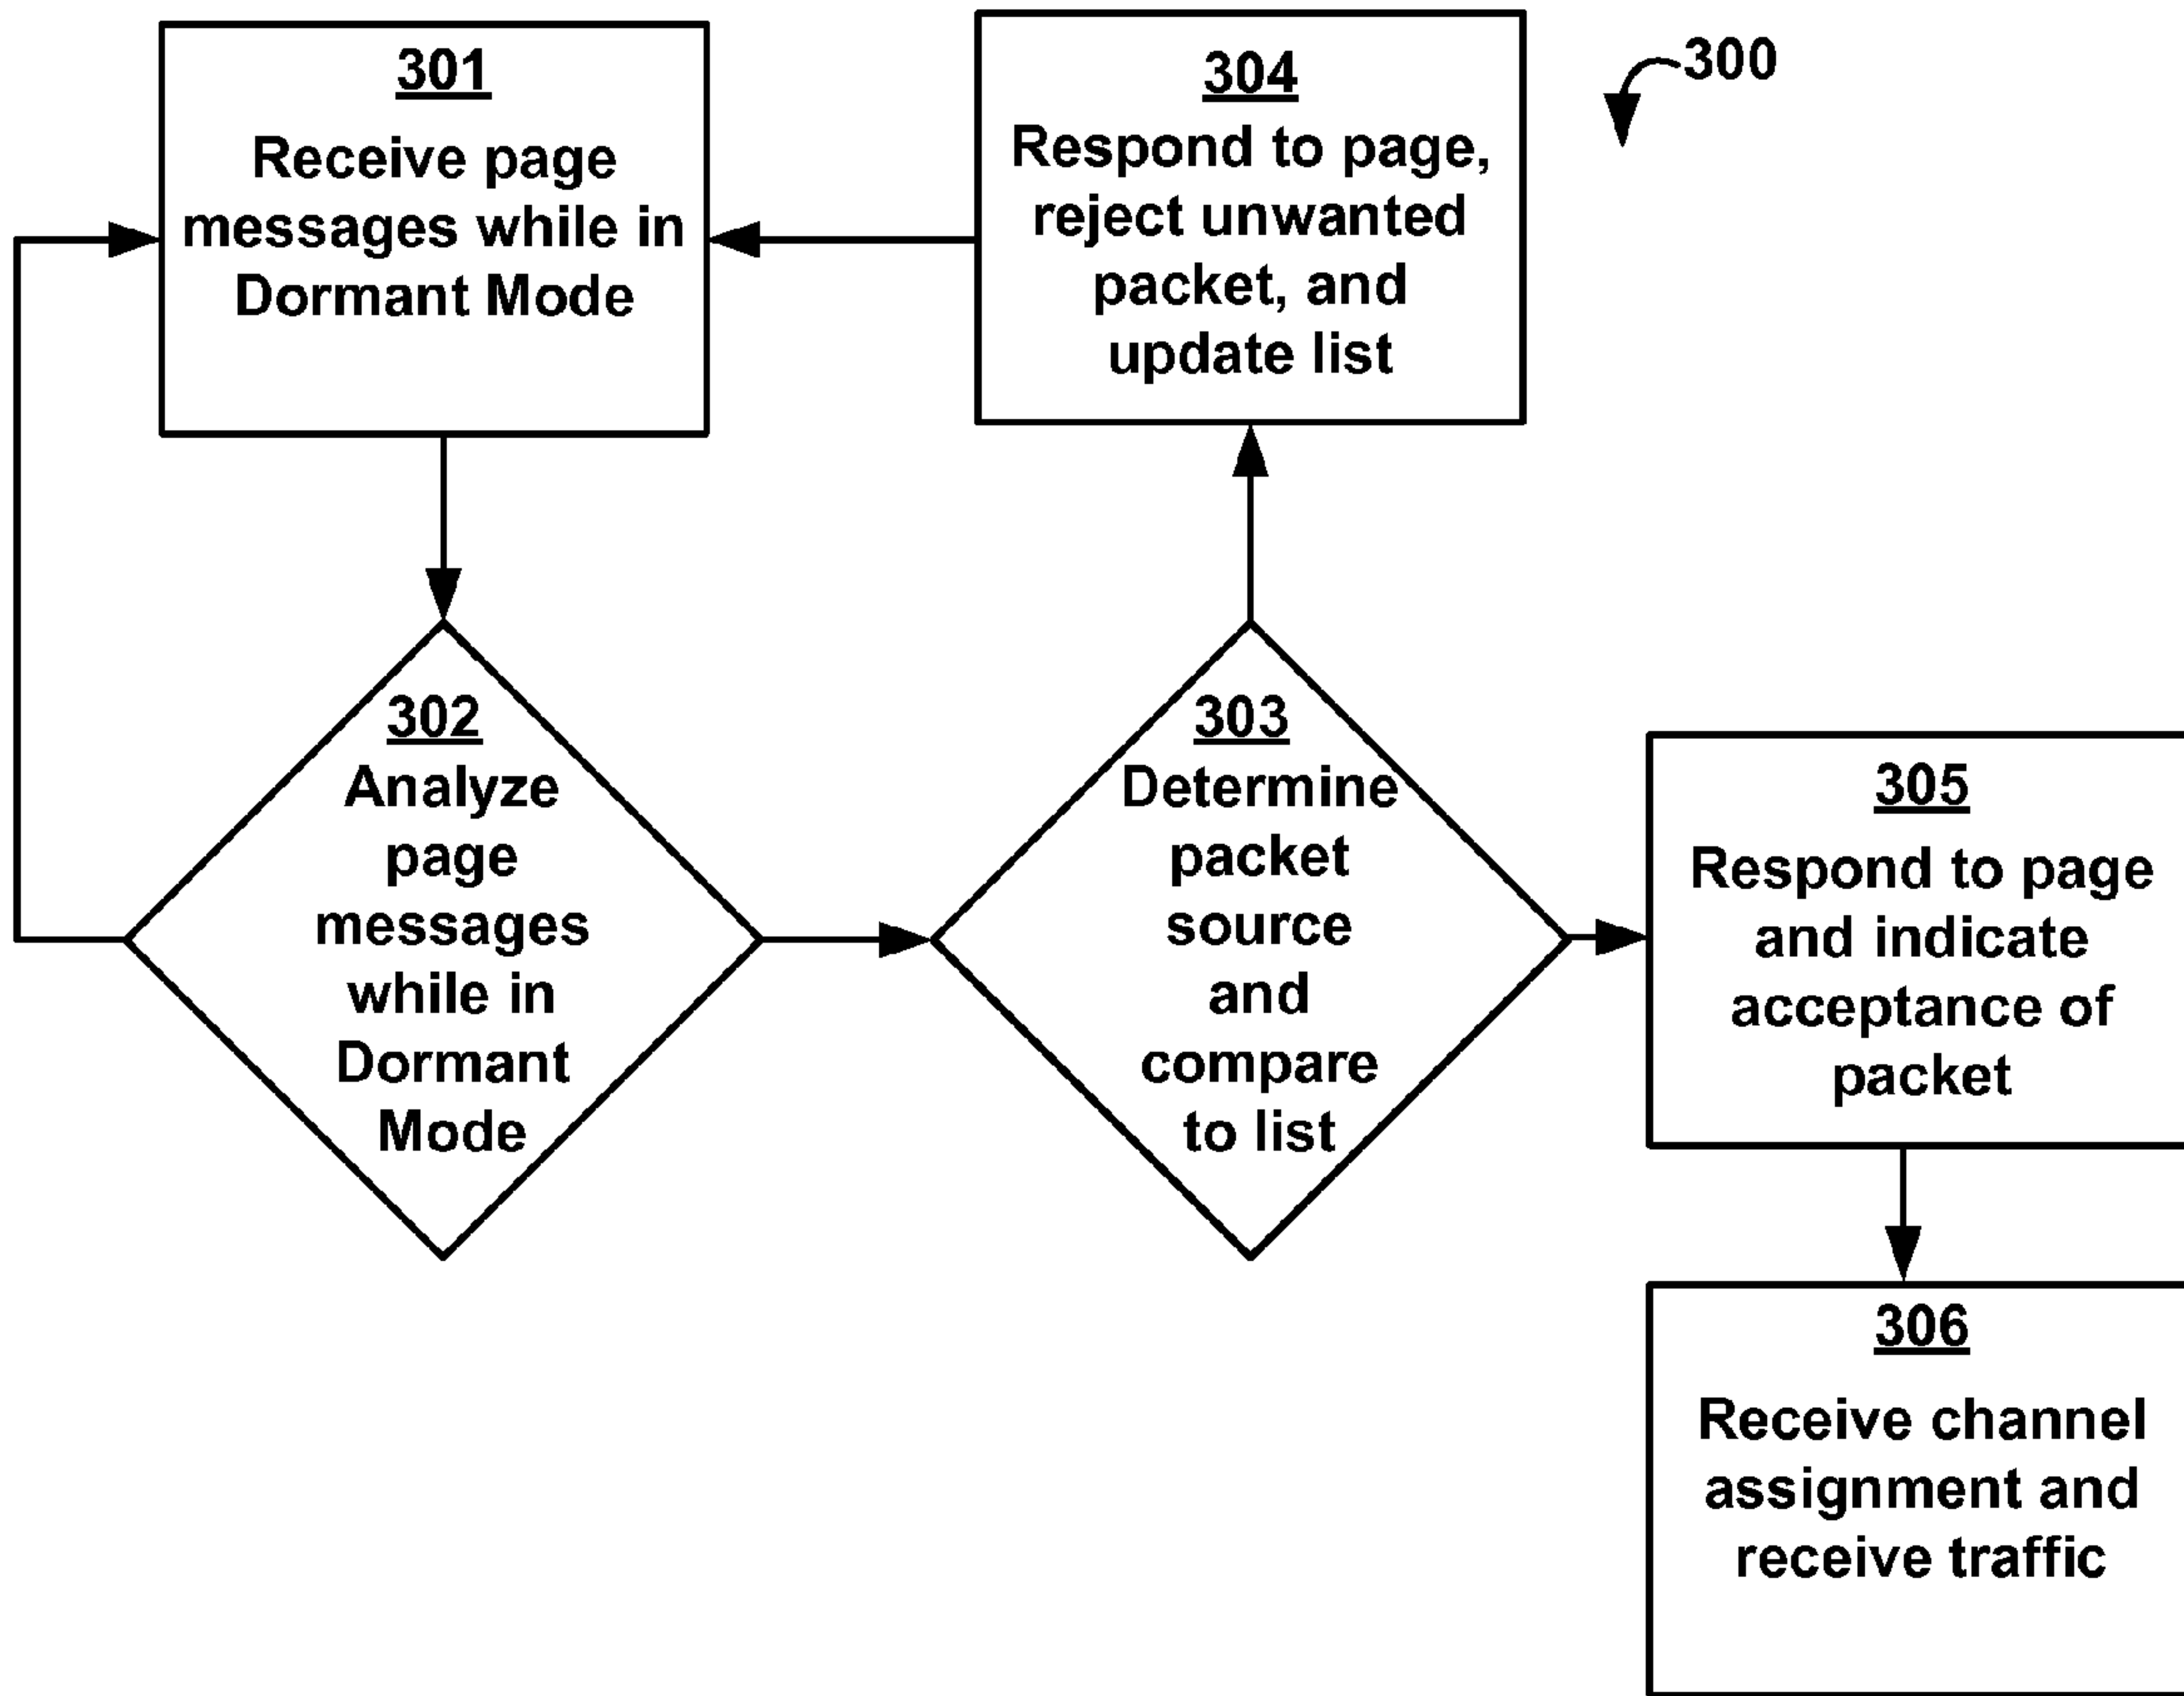 301
Receive page
messages while in
Dormant Mode
304
Respond to page,
reject unwanted
packet, and
update list
300
302
Analyze
page
messages
while in
Dormant
Mode
303
Determine
packet
source
and
compare
to list
305
Respond to page
and indicate
acceptance of
packet
306
Receive channel
assignment and
receive traffic